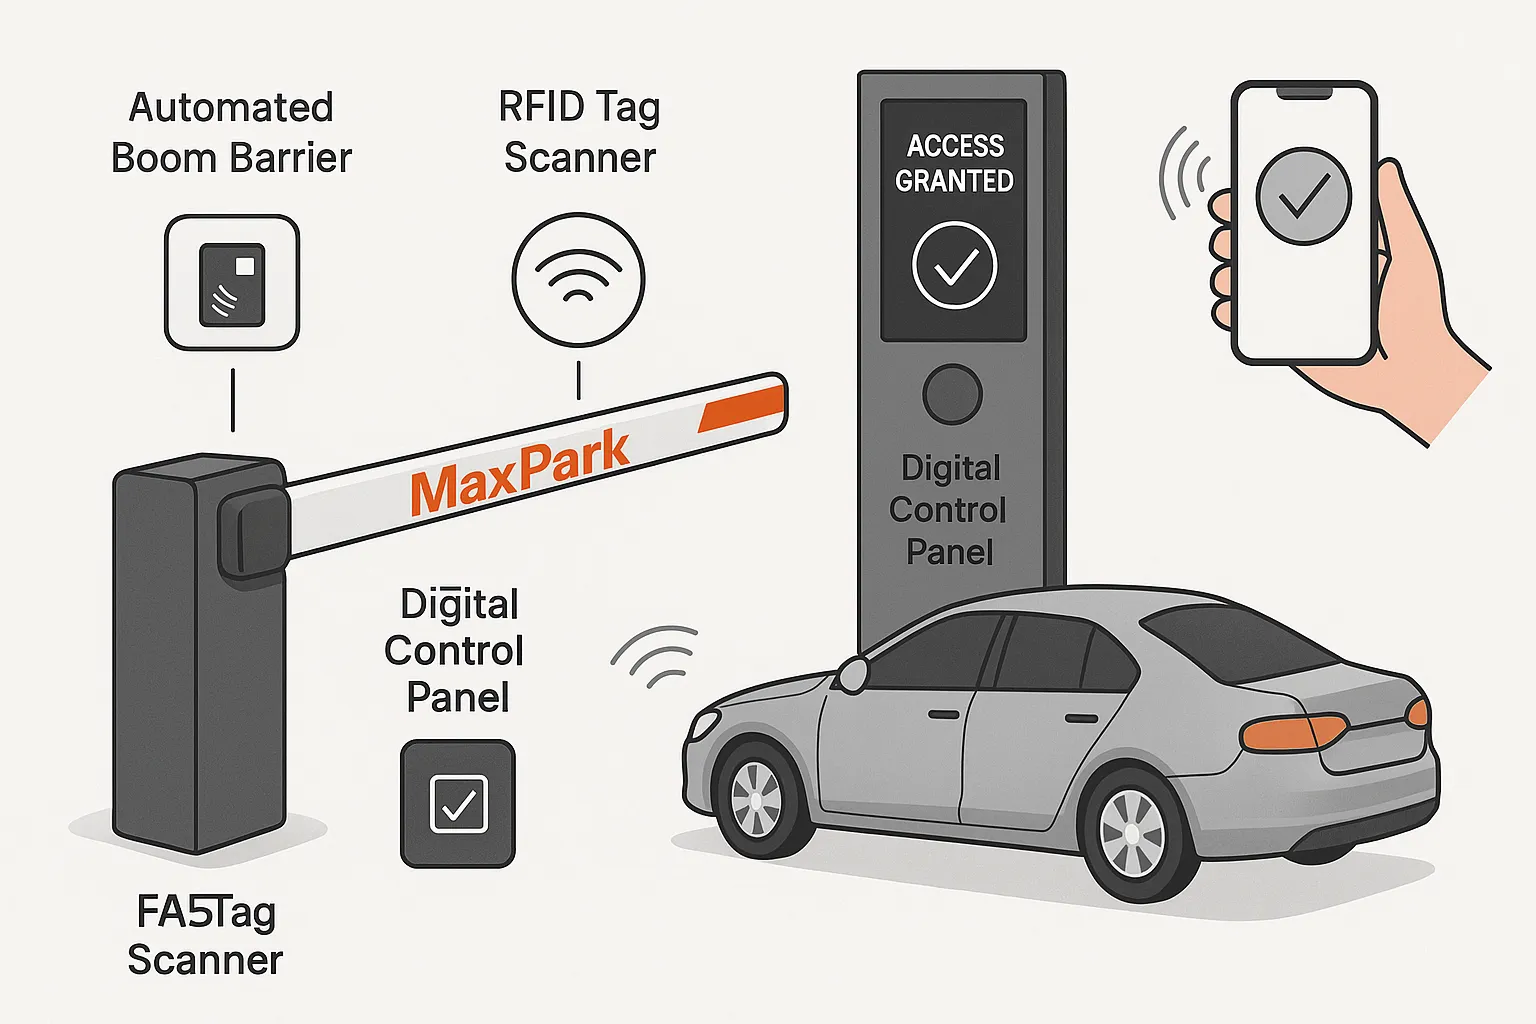 Automated
Boom Barrier
RFID Tag
Scanner
ACCESS
GRANTED
MaxPark
Digital
Control
Panel
Digital
Control
Panel
FA5Tag
Scanner